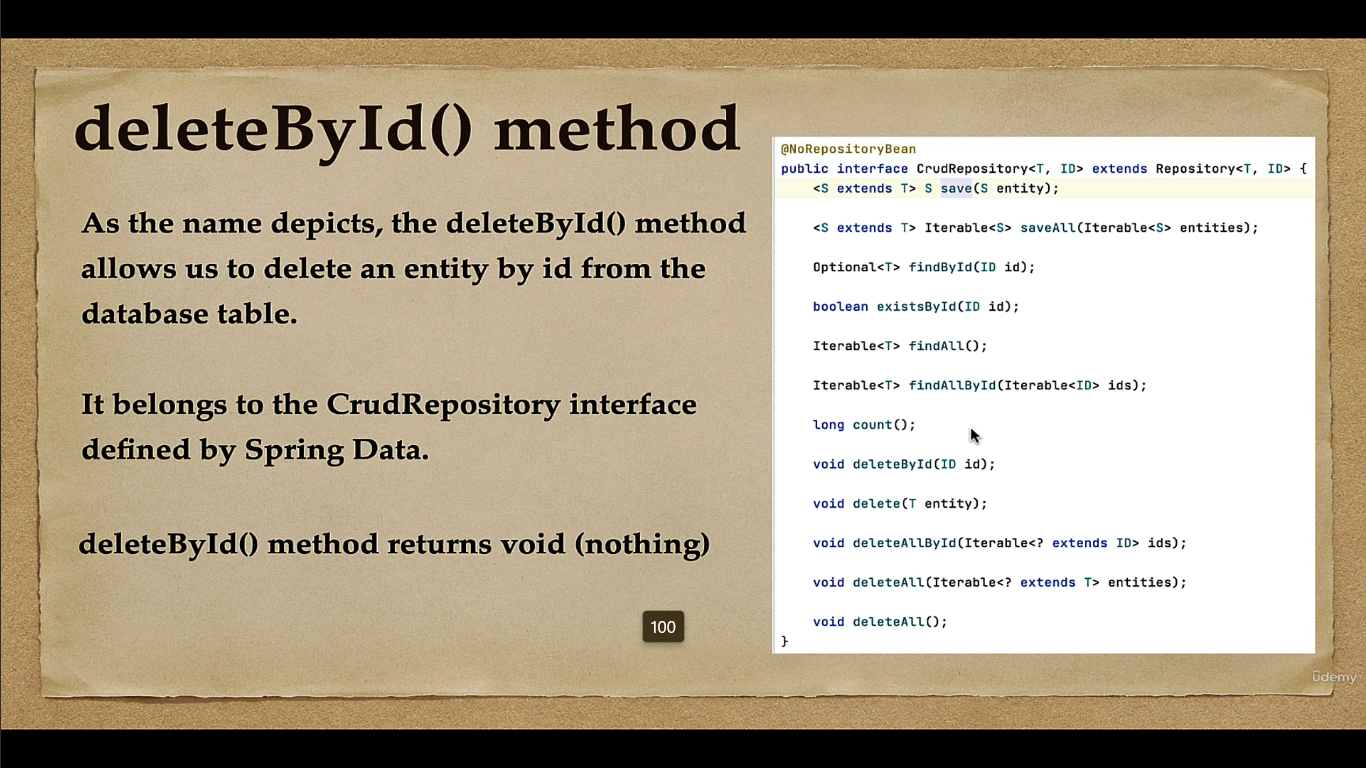 deleteById() method
As the name depicts, the deleteById() method
allows us to delete an entity by id from the
database table.
It belongs to the CrudRepository interface
defined by Spring Data.
deleteById() method returns void (nothing)
100
@NoRepositoryBean
public interface CrudRepository<T, ID> extends Repository<T, ID> {
<S extends T> S save(S entity);
<S extends T> Iterable<S> saveAll(Iterable<S> entities);
Optional<T> findById(ID id);
boolean existsById(ID id);
Iterable<T> findAll();
Iterable<T> findAllById(Iterable<ID> ids);
long count();
void deleteById(ID id);
void delete(T entity);
void deleteAllById(Iterable<? extends ID> ids);
void deleteAll(Iterable<? extends T> entities);
void deleteAll();
}
ûdemy